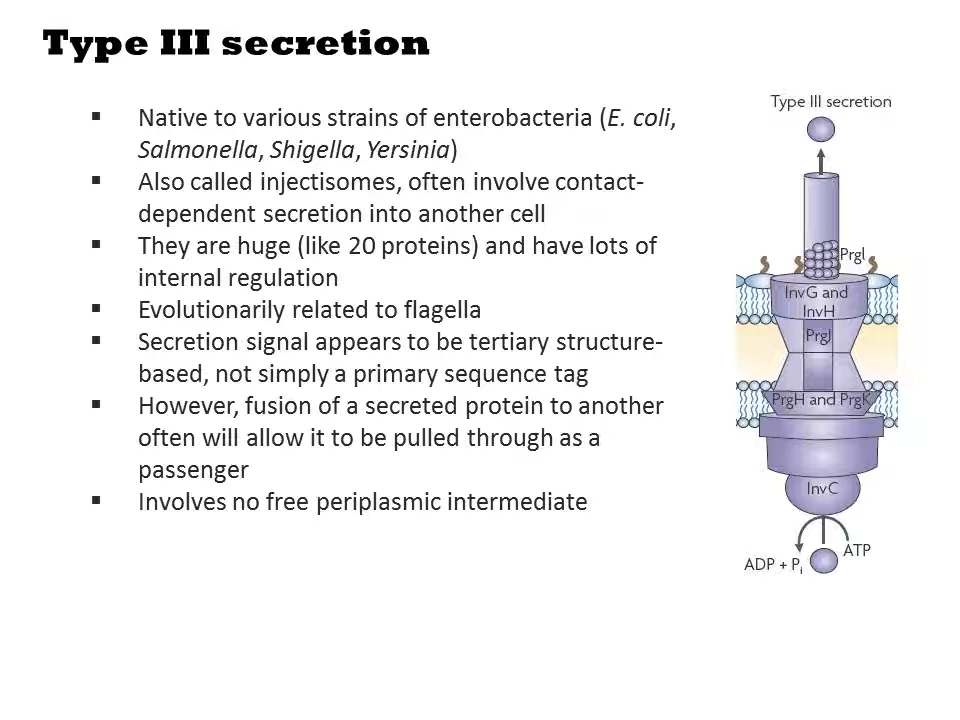 Type III secretion
▪ Native to various strains of enterobacteria (E. coli,
Salmonella, Shigella, Yersinia)
▪ Also called injectisomes, often involve contact-
dependent secretion into another cell
▪ They are huge (like 20 proteins) and have lots of
internal regulation
▪ Evolutionarily related to flagella
▪ Secretion signal appears to be tertiary structure-
based, not simply a primary sequence tag
▪ However, fusion of a secreted protein to another
often will allow it to be pulled through as a
passenger
▪ Involves no free periplasmic intermediate
Type III secretion
PrgI
InvG and
InvH
PrgJ
PrgH and PrgK
InvC
ATP
ADP + Pi